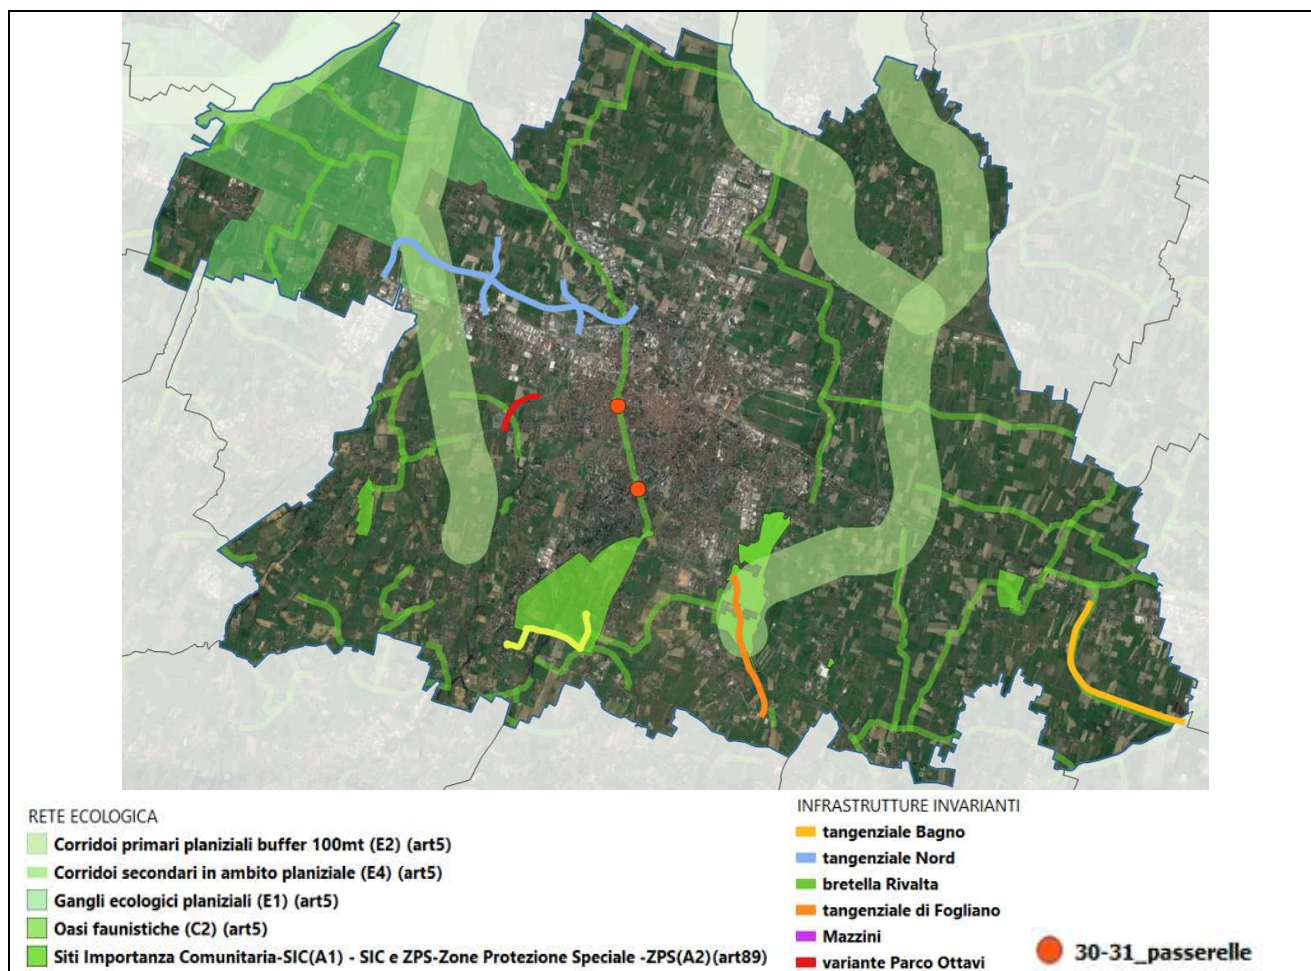 RETE ECOLOGICA
Corridoi primari planiziali buffer 100mt (E2) (art5)
Corridoi secondari in ambito planiziale (E4) (art5)
Gangli ecologici planiziali (E1) (art5)
Oasi faunistiche (C2) (art5)
Siti Importanza Comunitaria-SIC(A1) - SIC e ZPS-Zone Protezione Speciale -ZPS(A2)(art89)
INFRASTRUTTURE INVARIANTI
tangenziale Bagno
tangenziale Nord
bretella Rivalta
tangenziale di Fogliano
Mazzini
variante Parco Ottavi
30-31_passerelle